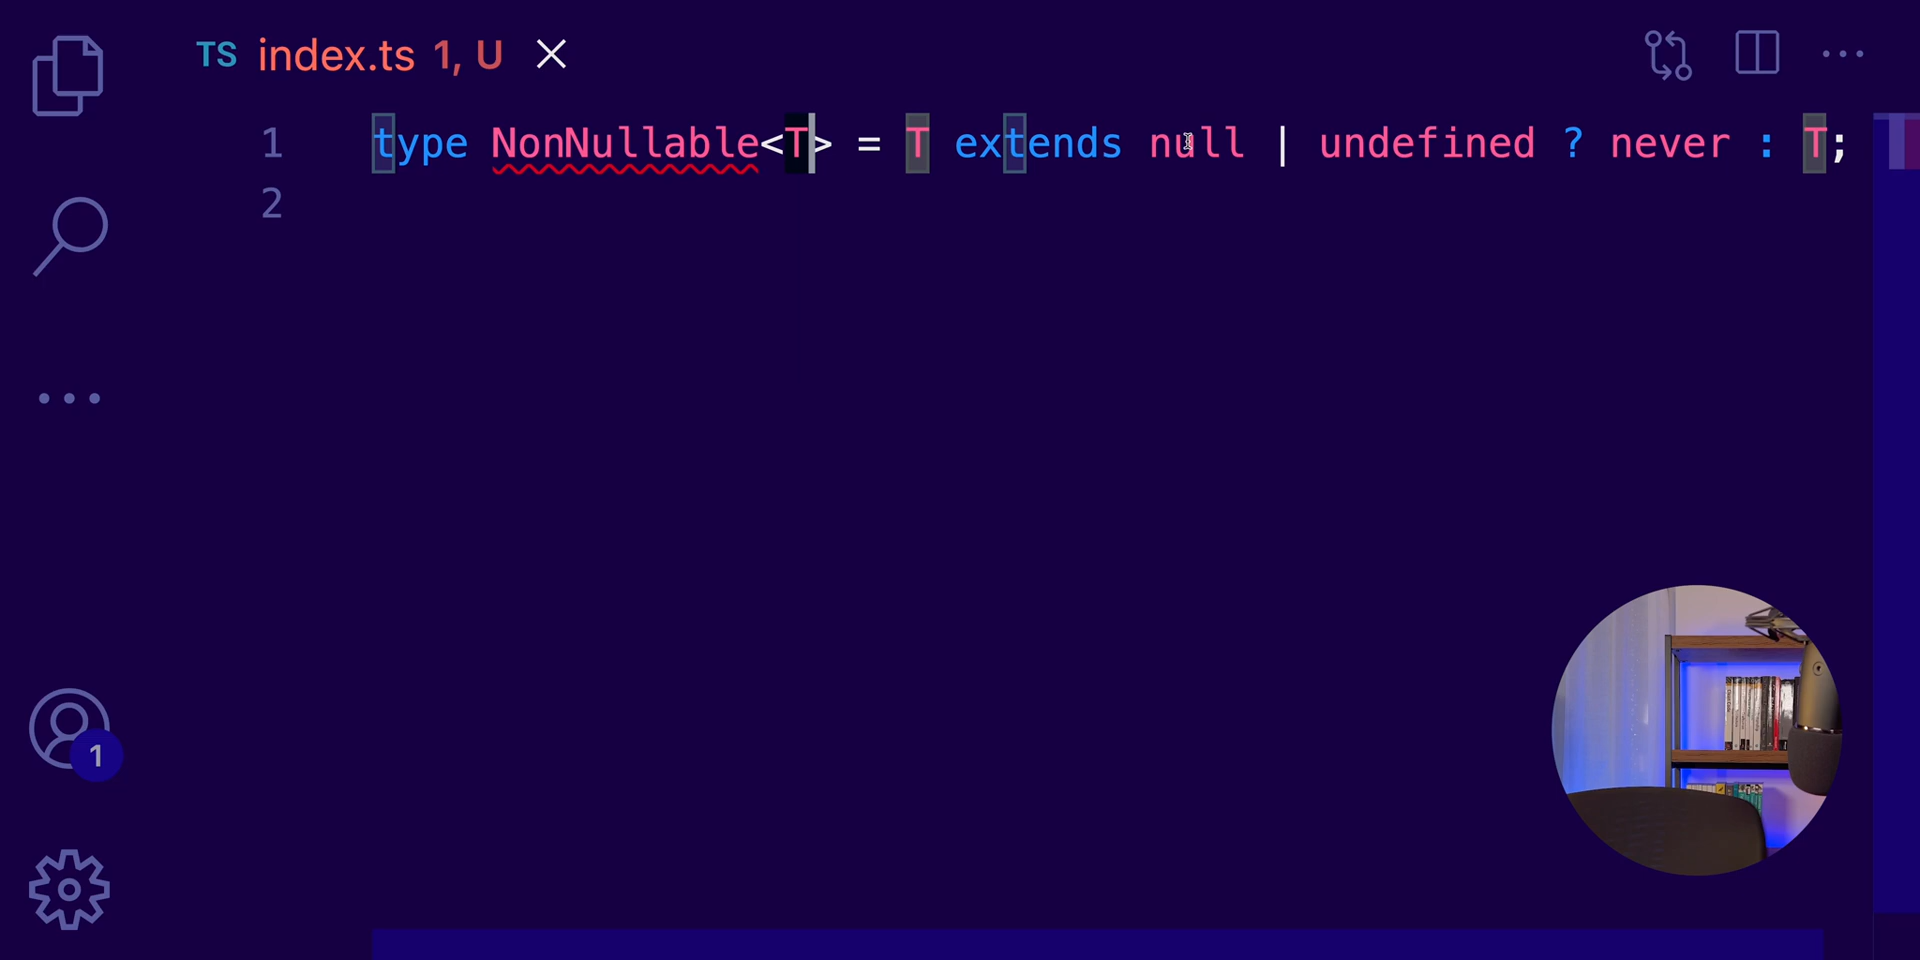 TS index.ts 1, U
1 type NonNullable<T> = T extends null | undefined ? never : T;
2
1